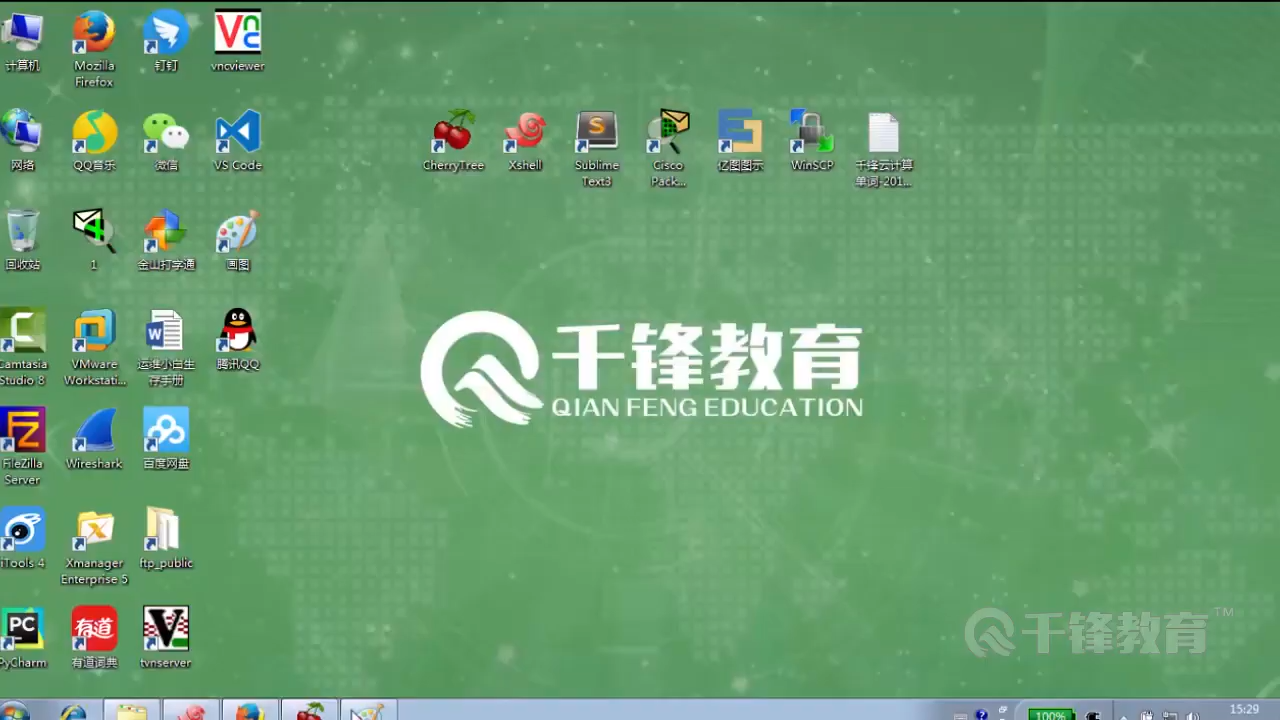 计算机
Mozilla
Firefox
钉钉
vncviewer
网络
QQ音乐
微信
VS Code
CherryTree
Xshell
Sublime
Text3
Cisco
Pack...
亿图图示
WinSCP
千锋云计算
单词-201...
回收站
1
金山打字通
画图
Camtasia
Studio 8
VMware
Workstati...
运维小白生
存手册
腾讯QQ
千锋教育
QIAN FENG EDUCATION
FileZilla
Server
Wireshark
百度网盘
iTools 4
Xmanager
Enterprise 5
ftp_public
PyCharm
有道词典
tvnserver
千锋教育™
100%
15:29